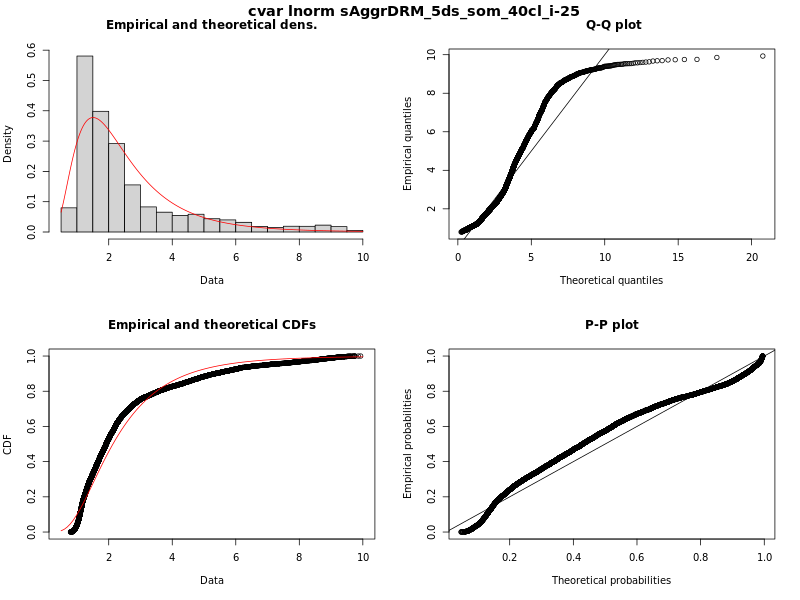 cvar lnorm sAggrDRM_5ds_som_40cl_i-25
Empirical and theoretical dens.
Density
0.0 0.1 0.2 0.3 0.4 0.5 0.6
2 4 6 8 10
Data
Q-Q plot
Empirical quantiles
2 4 6 8 10
0 5 10 15 20
Theoretical quantiles
Empirical and theoretical CDFs
CDF
0.0 0.2 0.4 0.6 0.8 1.0
2 4 6 8 10
Data
P-P plot
Empirical probabilities
0.0 0.2 0.4 0.6 0.8 1.0
0.2 0.4 0.6 0.8 1.0
Theoretical probabilities